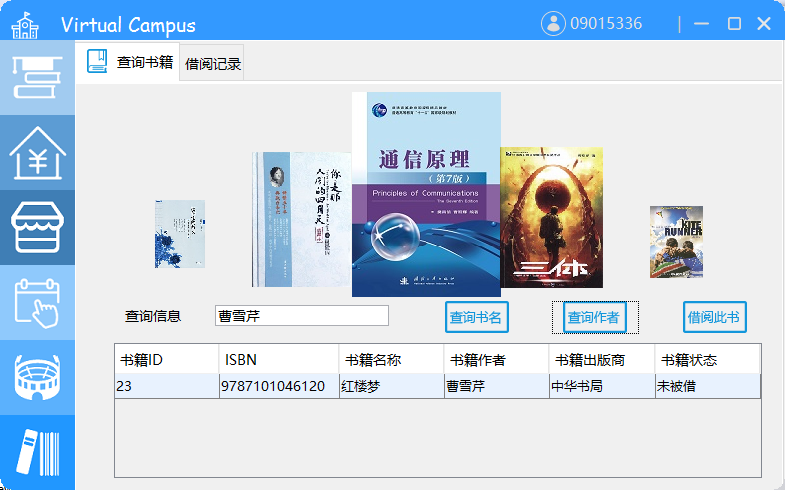 Virtual Campus
09015336
查询书籍
借阅记录
你是那
人间的四月天
通信原理
（第7版）
Principles of Communications
The Seventh Edition
三体
KITE
RUNNER
查询信息
曹雪芹
查询书名
查询作者
借阅此书
书籍ID ISBN 书籍名称 书籍作者 书籍出版商 书籍状态
23 9787101046120 红楼梦 曹雪芹 中华书局 未被借